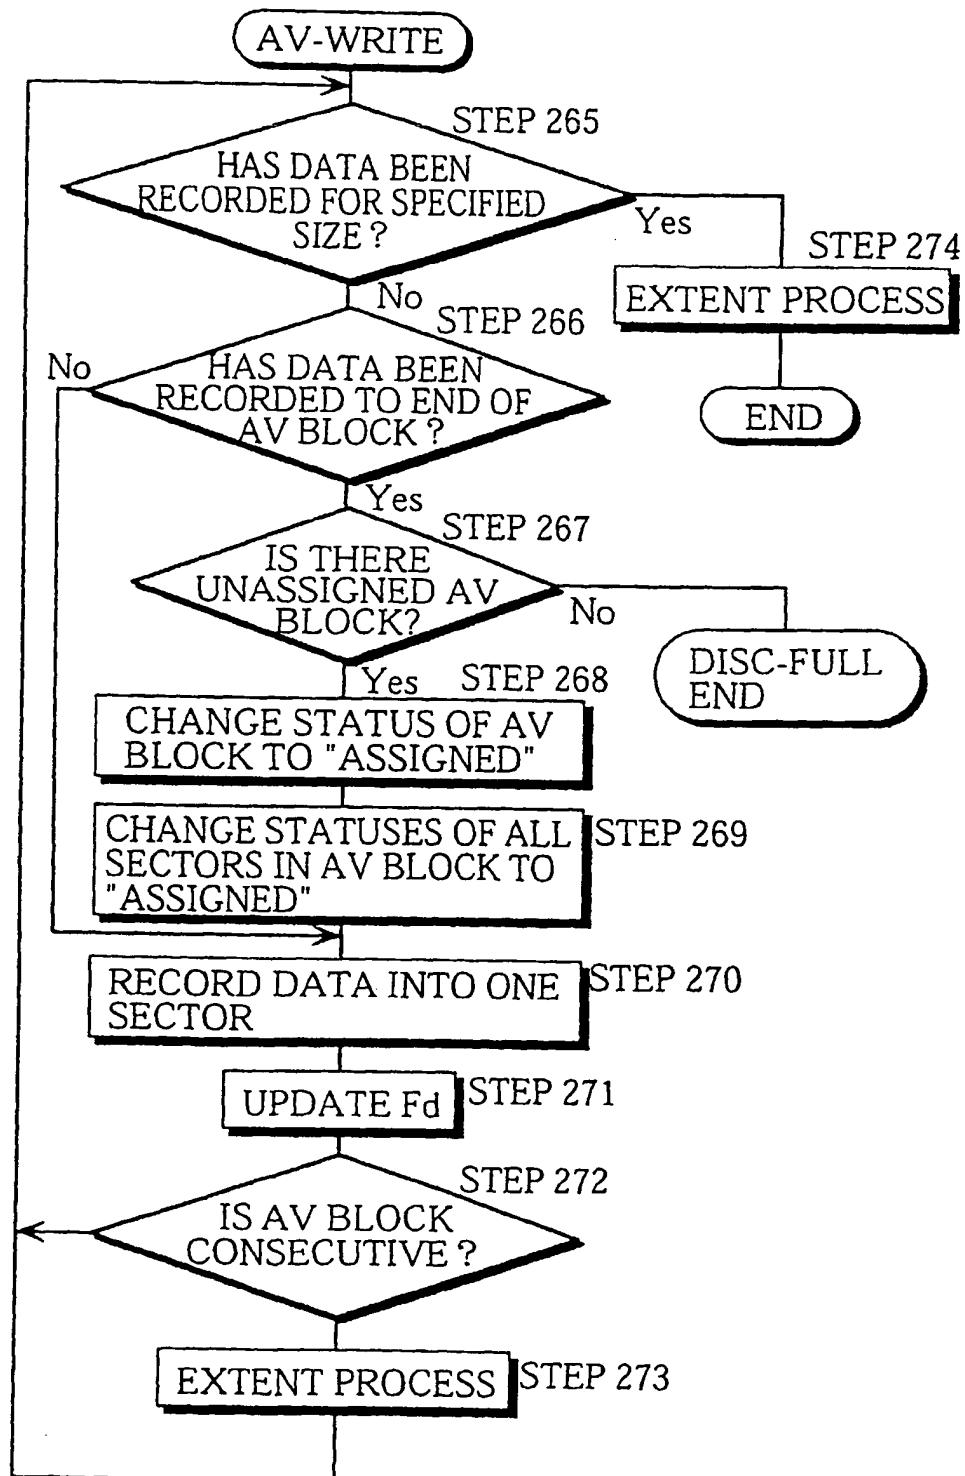 AV-WRITE
STEP 265
HAS DATA BEEN
RECORDED FOR SPECIFIED
SIZE ?
Yes
STEP 274
EXTENT PROCESS
END
No
STEP 266
No
HAS DATA BEEN
RECORDED TO END OF
AV BLOCK ?
Yes
STEP 267
IS THERE
UNASSIGNED AV
BLOCK?
No
DISC-FULL
END
Yes
STEP 268
CHANGE STATUS OF AV
BLOCK TO "ASSIGNED"
CHANGE STATUSES OF ALL
SECTORS IN AV BLOCK TO
"ASSIGNED"
STEP 269
RECORD DATA INTO ONE
SECTOR
STEP 270
UPDATE Fd
STEP 271
STEP 272
IS AV BLOCK
CONSECUTIVE ?
EXTENT PROCESS
STEP 273